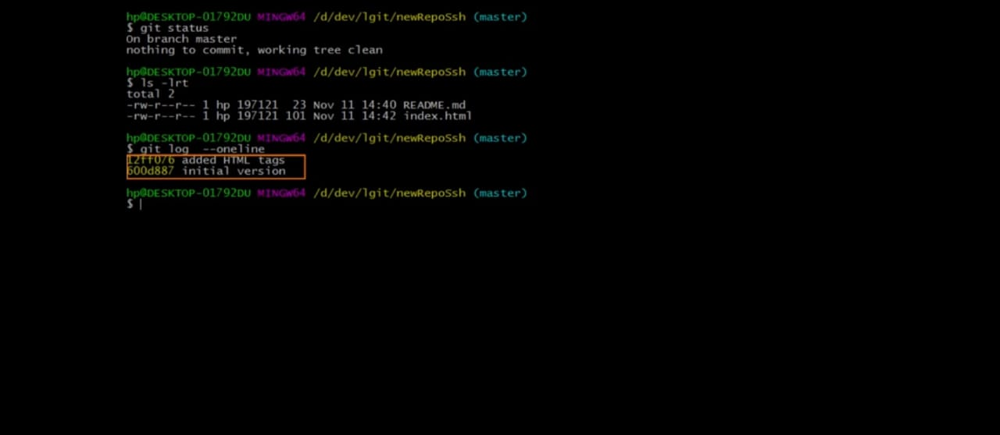 hp@DESKTOP-01792DU MINGW64 /d/dev/lgit/newRepoSsh (master)
$ git status
On branch master
nothing to commit, working tree clean
hp@DESKTOP-01792DU MINGW64 /d/dev/lgit/newRepoSsh (master)
$ ls -lrt
total 2
-rw-r--r-- 1 hp 197121  23 Nov 11 14:40 README.md
-rw-r--r-- 1 hp 197121 101 Nov 11 14:42 index.html
hp@DESKTOP-01792DU MINGW64 /d/dev/lgit/newRepoSsh (master)
$ git log  --oneline
12ff076 added HTML tags
600d887 initial version
hp@DESKTOP-01792DU MINGW64 /d/dev/lgit/newRepoSsh (master)
$